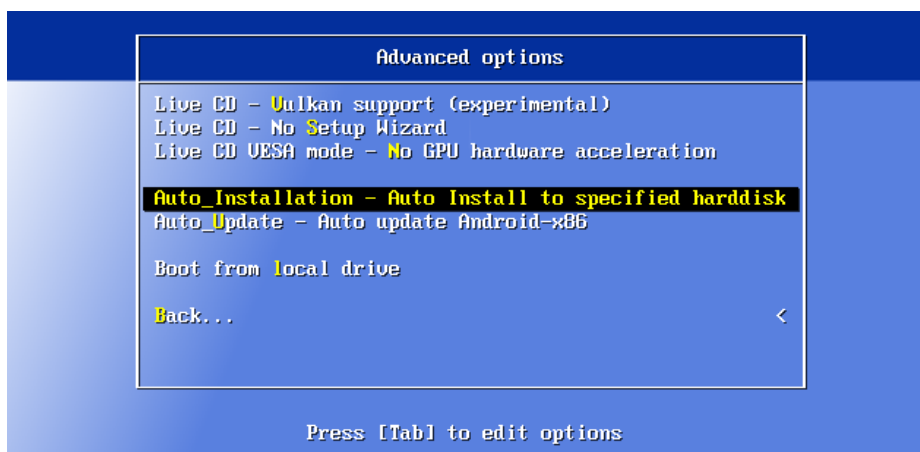 Advanced options
Live CD - Vulkan support (experimental)
Live CD - No Setup Wizard
Live CD VESA mode - No GPU hardware acceleration
Auto_Installation - Auto Install to specified harddisk
Auto_Update - Auto update Android-x86
Boot from local drive
Back... <
Press [Tab] to edit options